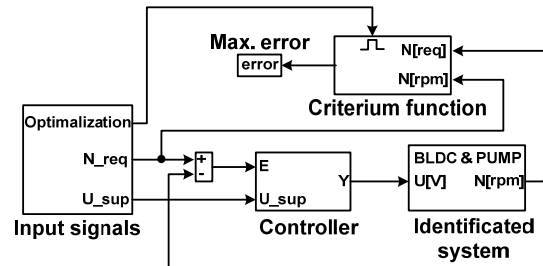 Max. error
error
N[req]
N[rpm]
Criterium function
Optimalization
N_req
U_sup
Input signals
+
-
E
Y
U_sup
Controller
BLDC & PUMP
U[V] N[rpm]
Identificated
system